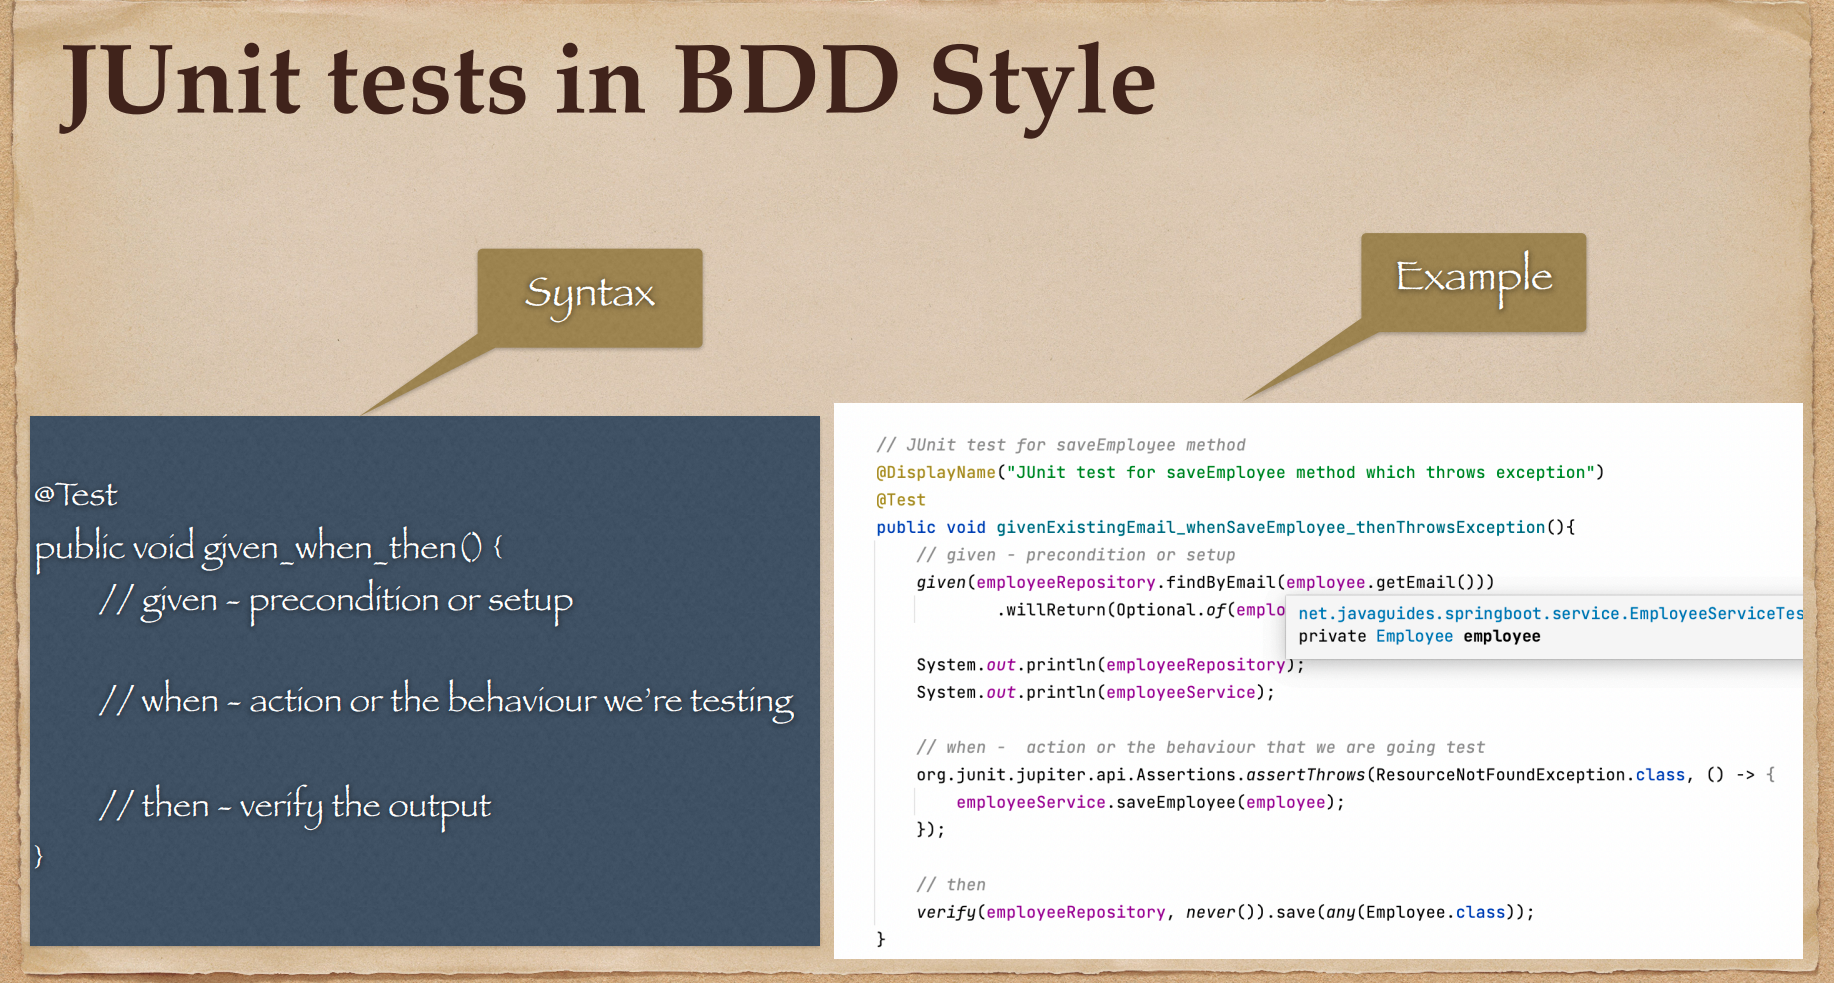 JUnit tests in BDD Style
Syntax
Example
@Test
public void given_when_then() {
// given - precondition or setup
// when - action or the behaviour we're testing
// then - verify the output
}
// JUnit test for saveEmployee method
@DisplayName("JUnit test for saveEmployee method which throws exception")
@Test
public void givenExistingEmail_whenSaveEmployee_thenThrowsException(){
// given - precondition or setup
given(employeeRepository.findByEmail(employee.getEmail()))
.willReturn(Optional.of(emplo
net.javaguides.springboot.service.EmployeeServiceTes
private Employee employee
System.out.println(employeeRepository);
System.out.println(employeeService);
// when -  action or the behaviour that we are going test
org.junit.jupiter.api.Assertions.assertThrows(ResourceNotFoundException.class, () -> {
employeeService.saveEmployee(employee);
});
// then
verify(employeeRepository, never()).save(any(Employee.class));
}